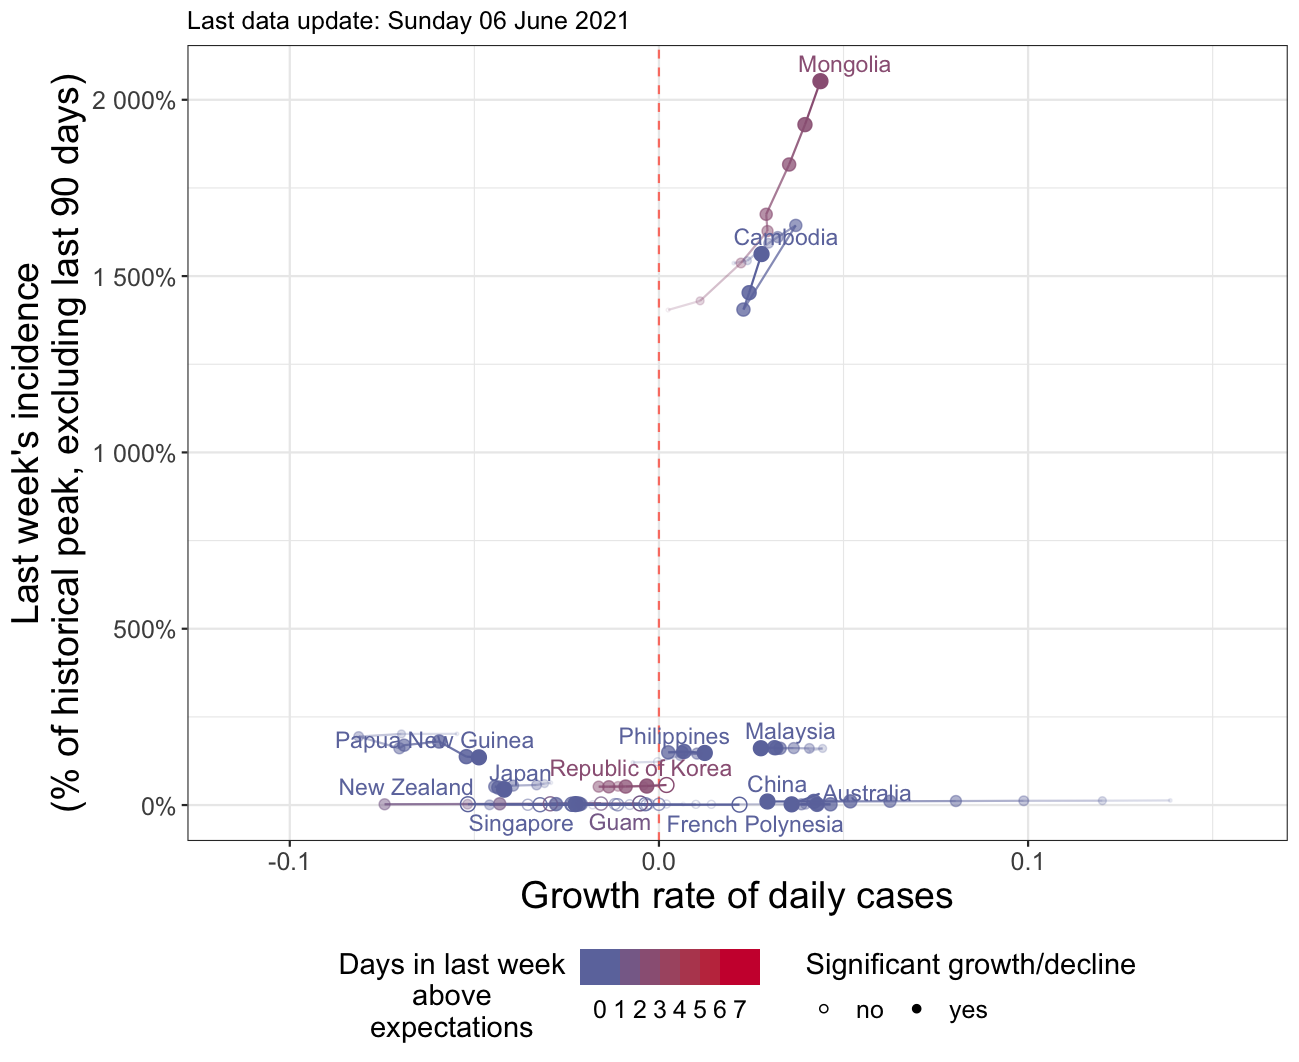 Last data update: Sunday 06 June 2021
Last week's incidence
(% of historical peak, excluding last 90 days)
2 000%
1 500%
1 000%
500%
0%
Mongolia
Cambodia
Papua New Guinea
Philippines
Malaysia
New Zealand
Japan
Republic of Korea
China
Australia
Singapore
Guam
French Polynesia
-0.1
0.0
0.1
Growth rate of daily cases
Days in last week
above
expectations
0 1 2 3 4 5 6 7
Significant growth/decline
no
yes